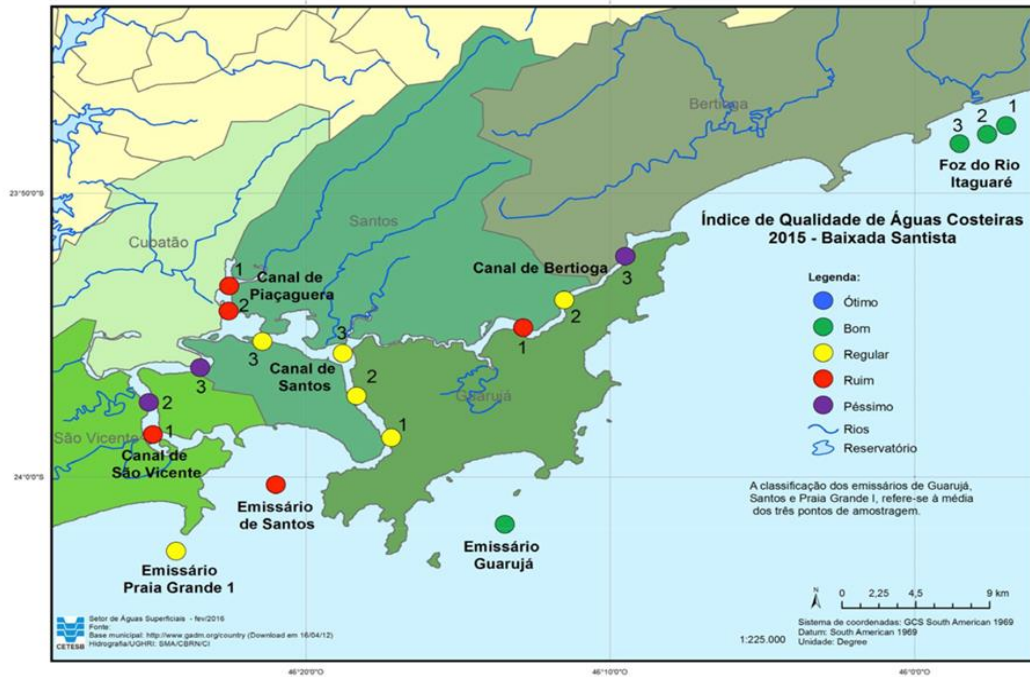 Bertioga
1
2
3
Foz do Rio
Itaguaré
23°50'0"S
Santos
Cubatão
Índice de Qualidade de Águas Costeiras
2015 - Baixada Santista
Canal de Bertioga
3
2
1
1
Canal de
Piaçaguera
2
3
3
Canal de
Santos
2
1
Guarujá
3
2
São Vicente
1
Canal de
São Vicente
Legenda:
Ótimo
Bom
Regular
Ruim
Péssimo
Rios
Reservatório
24°0'0"S
Emissário
de Santos
A classificação dos emissários de Guarujá,
Santos e Praia Grande I, refere-se à média
dos três pontos de amostragem.
Emissário
Guarujá
Emissário
Praia Grande 1
N
0 2,25 4,5 9 km
CETESB
Setor de Águas Superficiais - fev/2016
Fonte:
Base municipal: http://www.gadm.org/country (Download em 16/04/12)
Hidrografia/UGHRI: SMA/CBRN/CI
1:225.000
Sistema de coordenadas: GCS South American 1969
Datum: South American 1969
Unidade: Degree
46°20'0"O
46°10'0"O
46°0'0"O